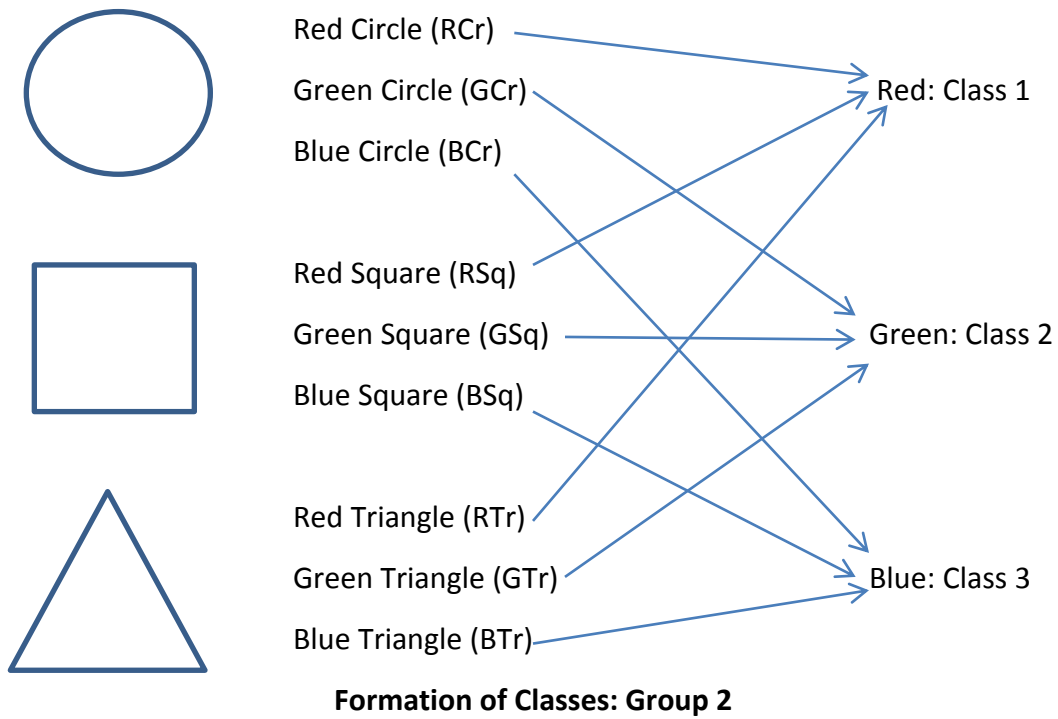 Red Circle (RCr)
Green Circle (GCr)
Blue Circle (BCr)
Red Square (RSq)
Green Square (GSq)
Blue Square (BSq)
Red Triangle (RTr)
Green Triangle (GTr)
Blue Triangle (BTr)
Red: Class 1
Green: Class 2
Blue: Class 3
Formation of Classes: Group 2